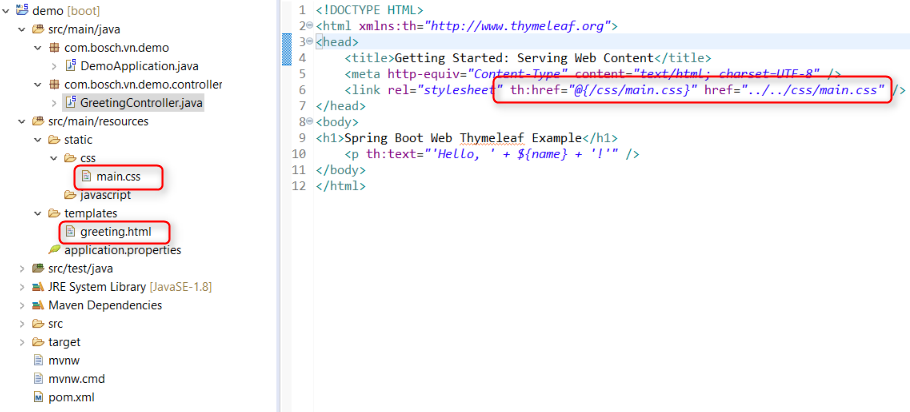 demo [boot]
src/main/java
com.bosch.vn.demo
DemoApplication.java
com.bosch.vn.demo.controller
GreetingController.java
src/main/resources
static
css
main.css
javascript
templates
greeting.html
application.properties
src/test/java
JRE System Library [JavaSE-1.8]
Maven Dependencies
src
target
mvnw
mvnw.cmd
pom.xml
1 <!DOCTYPE HTML>
2 <html xmlns:th="http://www.thymeleaf.org">
3 <head>
4 <title>Getting Started: Serving Web Content</title>
5 <meta http-equiv="Content-Type" content="text/html; charset=UTF-8" />
6 <link rel="stylesheet" th:href="@{/css/main.css}" href="../../css/main.css" />
7 </head>
8 <body>
9 <h1>Spring Boot Web Thymeleaf Example</h1>
10 <p th:text="'Hello, ' + ${name} + '!'" />
11 </body>
12 </html>